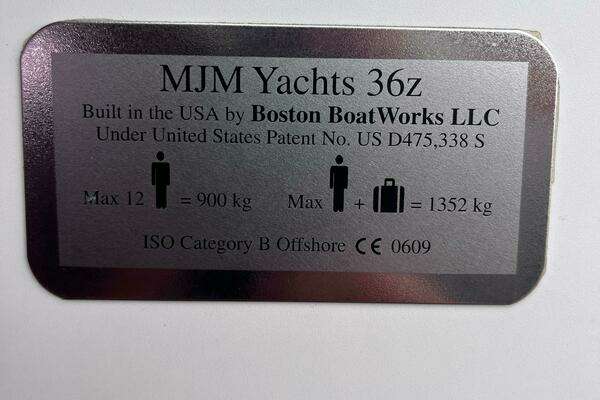 MJM Yachts 36z
Built in the USA by Boston BoatWorks LLC
Under United States Patent No. US D475,338 S
Max 12 = 900 kg Max + = 1352 kg
ISO Category B Offshore CE 0609